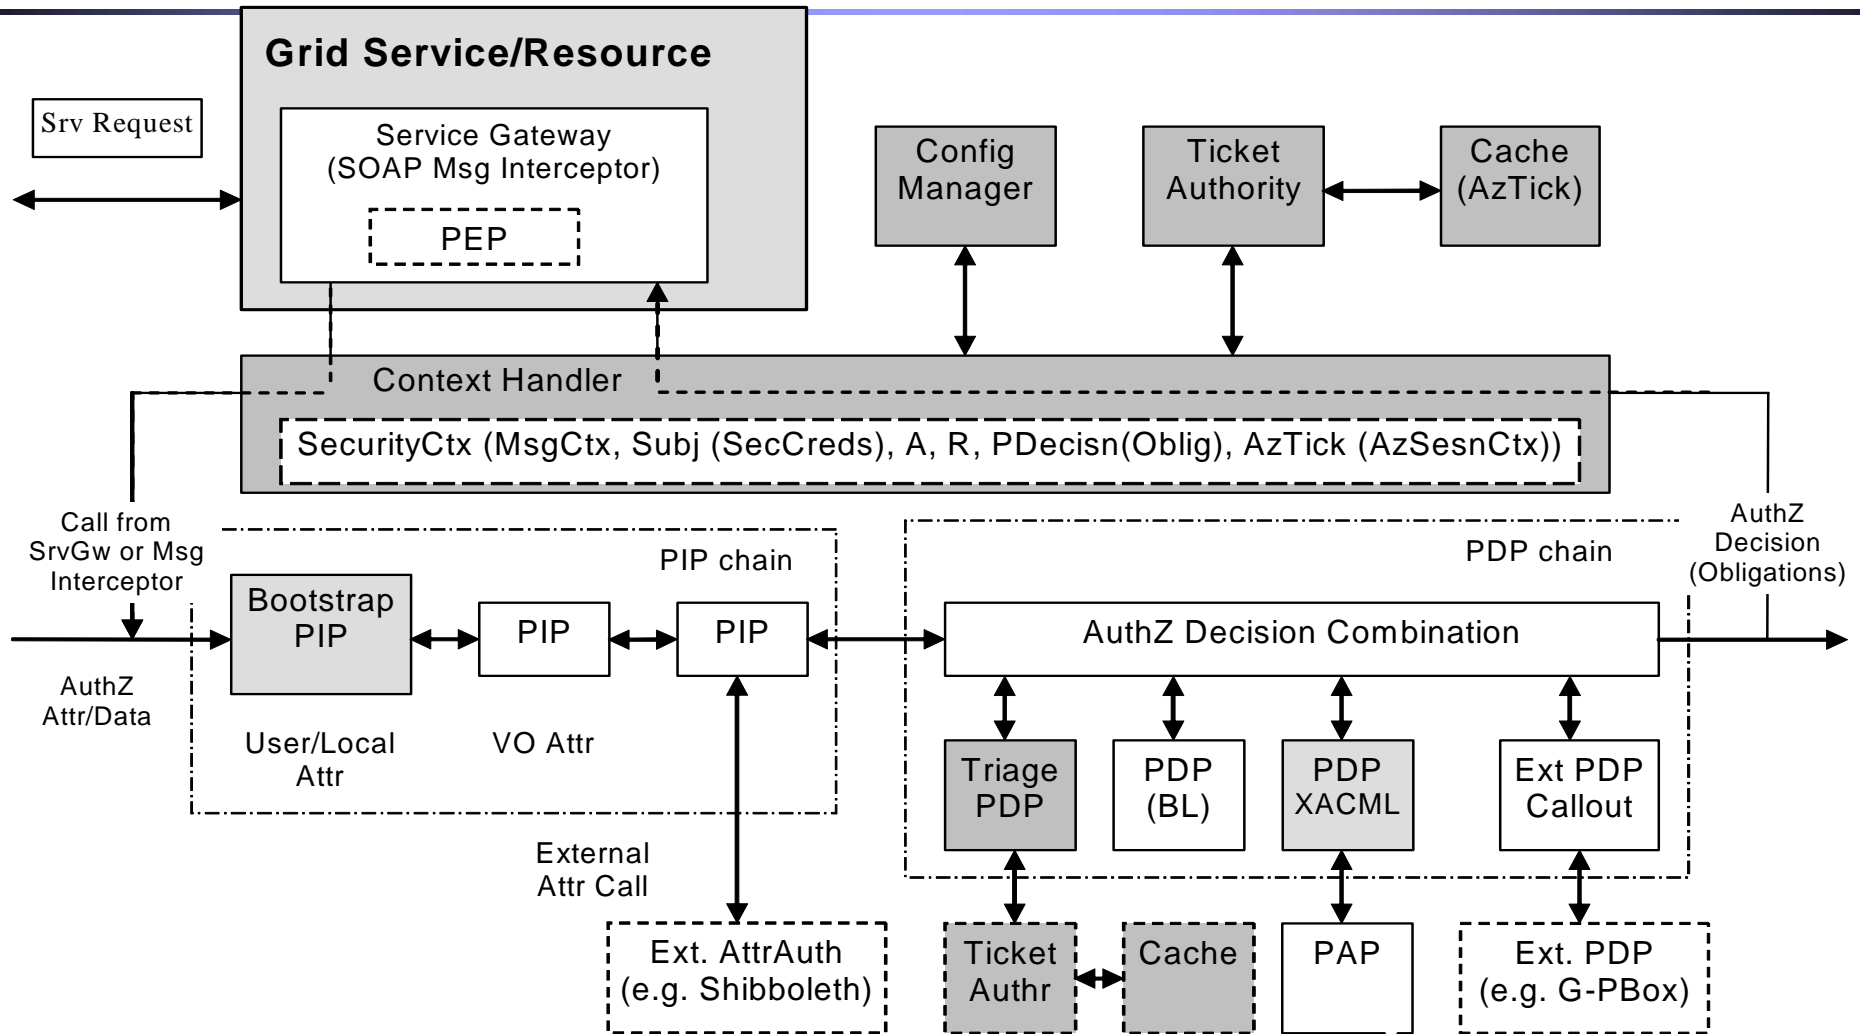 Grid Service/Resource
Srv Request
Service Gateway
(SOAP Msg Interceptor)
PEP
Config
Manager
Ticket
Authority
Cache
(AzTick)
Context Handler
SecurityCtx (MsgCtx, Subj (SecCreds), A, R, PDecisn(Oblig), AzTick (AzSesnCtx))
Call from
SrvGw or Msg
Interceptor
AuthZ
Decision
(Obligations)
PIP chain
PDP chain
Bootstrap
PIP
PIP
PIP
AuthZ Decision Combination
AuthZ
Attr/Data
User/Local
Attr
VO Attr
Triage
PDP
PDP
(BL)
PDP
XACML
Ext PDP
Callout
External
Attr Call
Ext. AttrAuth
(e.g. Shibboleth)
Ticket
Authr
Cache
PAP
Ext. PDP
(e.g. G-PBox)